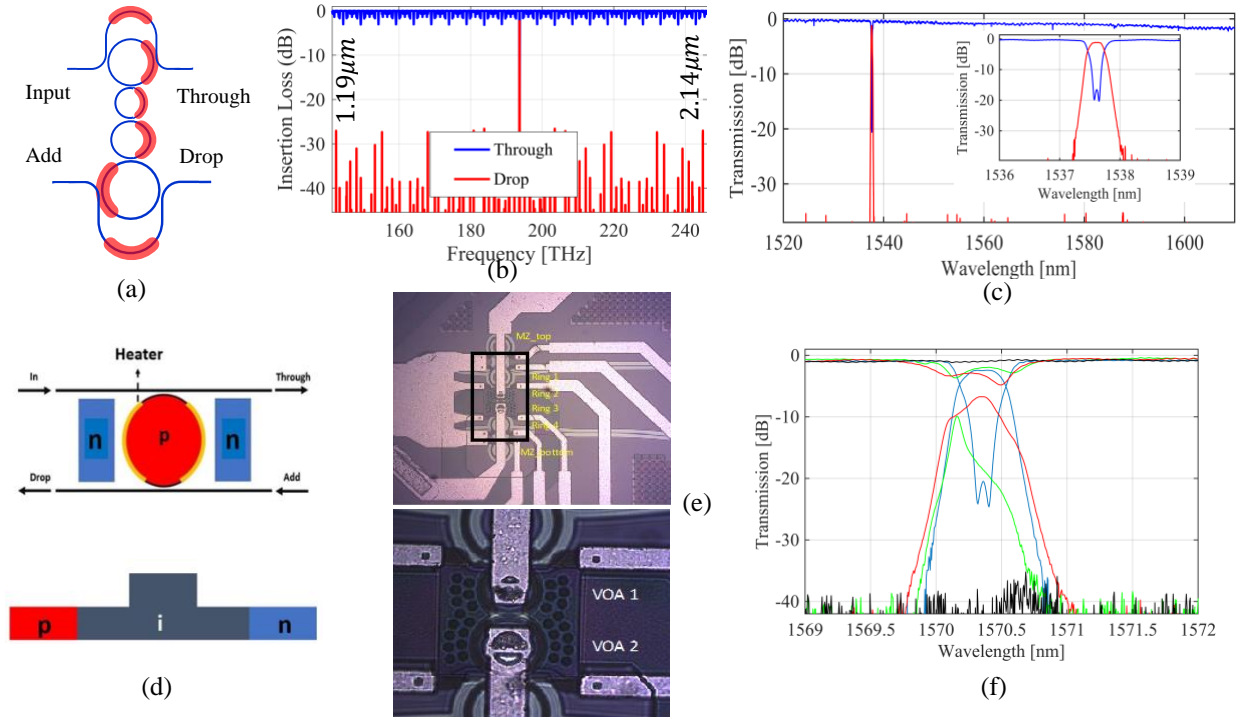 Input
Through
Add
Drop
(a)
Insertion Loss (dB)
0
-10
-20
-30
-40
1.19μm
2.14μm
Through
Drop
160
180
200
220
240
Frequency [THz]
(b)
Transmission [dB]
0
-10
-20
-30
1520
1540
1560
1580
1600
Wavelength [nm]
Transmission [dB]
0
-10
-20
-30
1536
1537
1538
1539
Wavelength [nm]
(c)
Heater
In
Through
n
p
n
Drop
Add
p
i
n
(d)
MZ_top
Ring 1
Ring 2
Ring 3
Ring 4
MZ_bottom
VOA 1
VOA 2
(e)
Transmission [dB]
0
-10
-20
-30
-40
1569
1569.5
1570
1570.5
1571
1571.5
1572
Wavelength [nm]
(f)